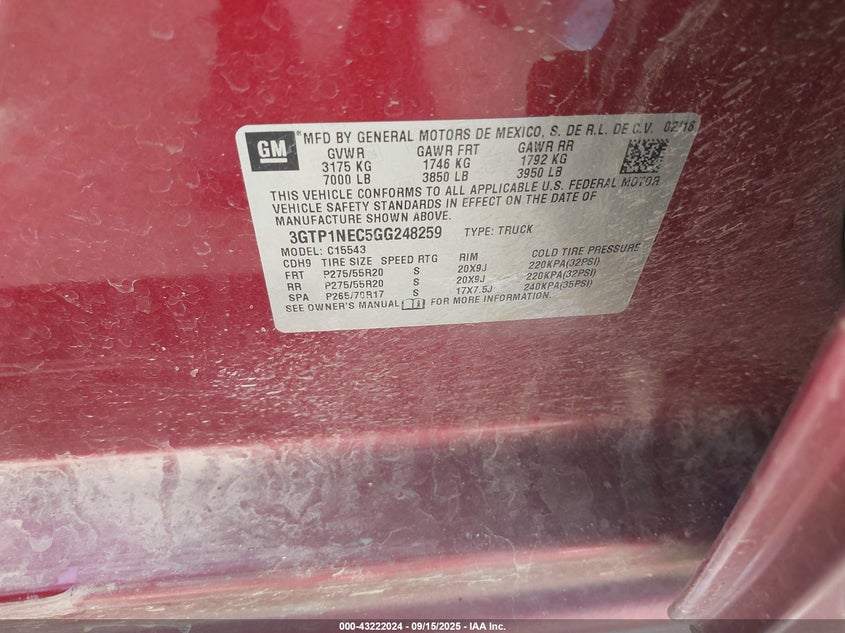 GM
MFD BY GENERAL MOTORS DE MEXICO, S. DE R.L. DE C.V. 02/16
GVWR GAWR FRT GAWR RR
3175 KG 1746 KG 1792 KG
7000 LB 3850 LB 3950 LB
THIS VEHICLE CONFORMS TO ALL APPLICABLE U.S. FEDERAL MOTOR
VEHICLE SAFETY STANDARDS IN EFFECT ON THE DATE OF
MANUFACTURE SHOWN ABOVE.
3GTP1NEC5GG248259 TYPE: TRUCK
MODEL: C15543
CDH9 TIRE SIZE SPEED RTG RIM COLD TIRE PRESSURE
FRT P275/55R20 S 20X9J 220KPA(32PSI)
RR P275/55R20 S 20X9J 220KPA(32PSI)
SPA P265/70R17 S 17X7.5J 240KPA(35PSI)
SEE OWNER'S MANUAL FOR MORE INFORMATION.
000-43222024 - 09/15/2025 - IAA Inc.